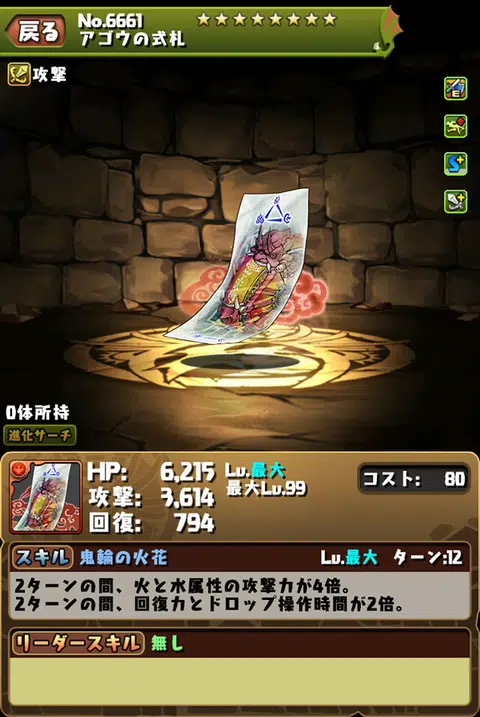 戻る
No.6661 ★★★★★★★★
アゴウの式札
攻撃
E
S+
0体所持
進化サーチ
HP: 6,215 Lv.最大
攻撃: 3,614 最大Lv.99
回復: 794
コスト: 80
スキル 鬼輪の火花 Lv.最大 ターン:12
2ターンの間、火と水属性の攻撃力が4倍。
2ターンの間、回復力とドロップ操作時間が2倍。
リーダースキル 無し